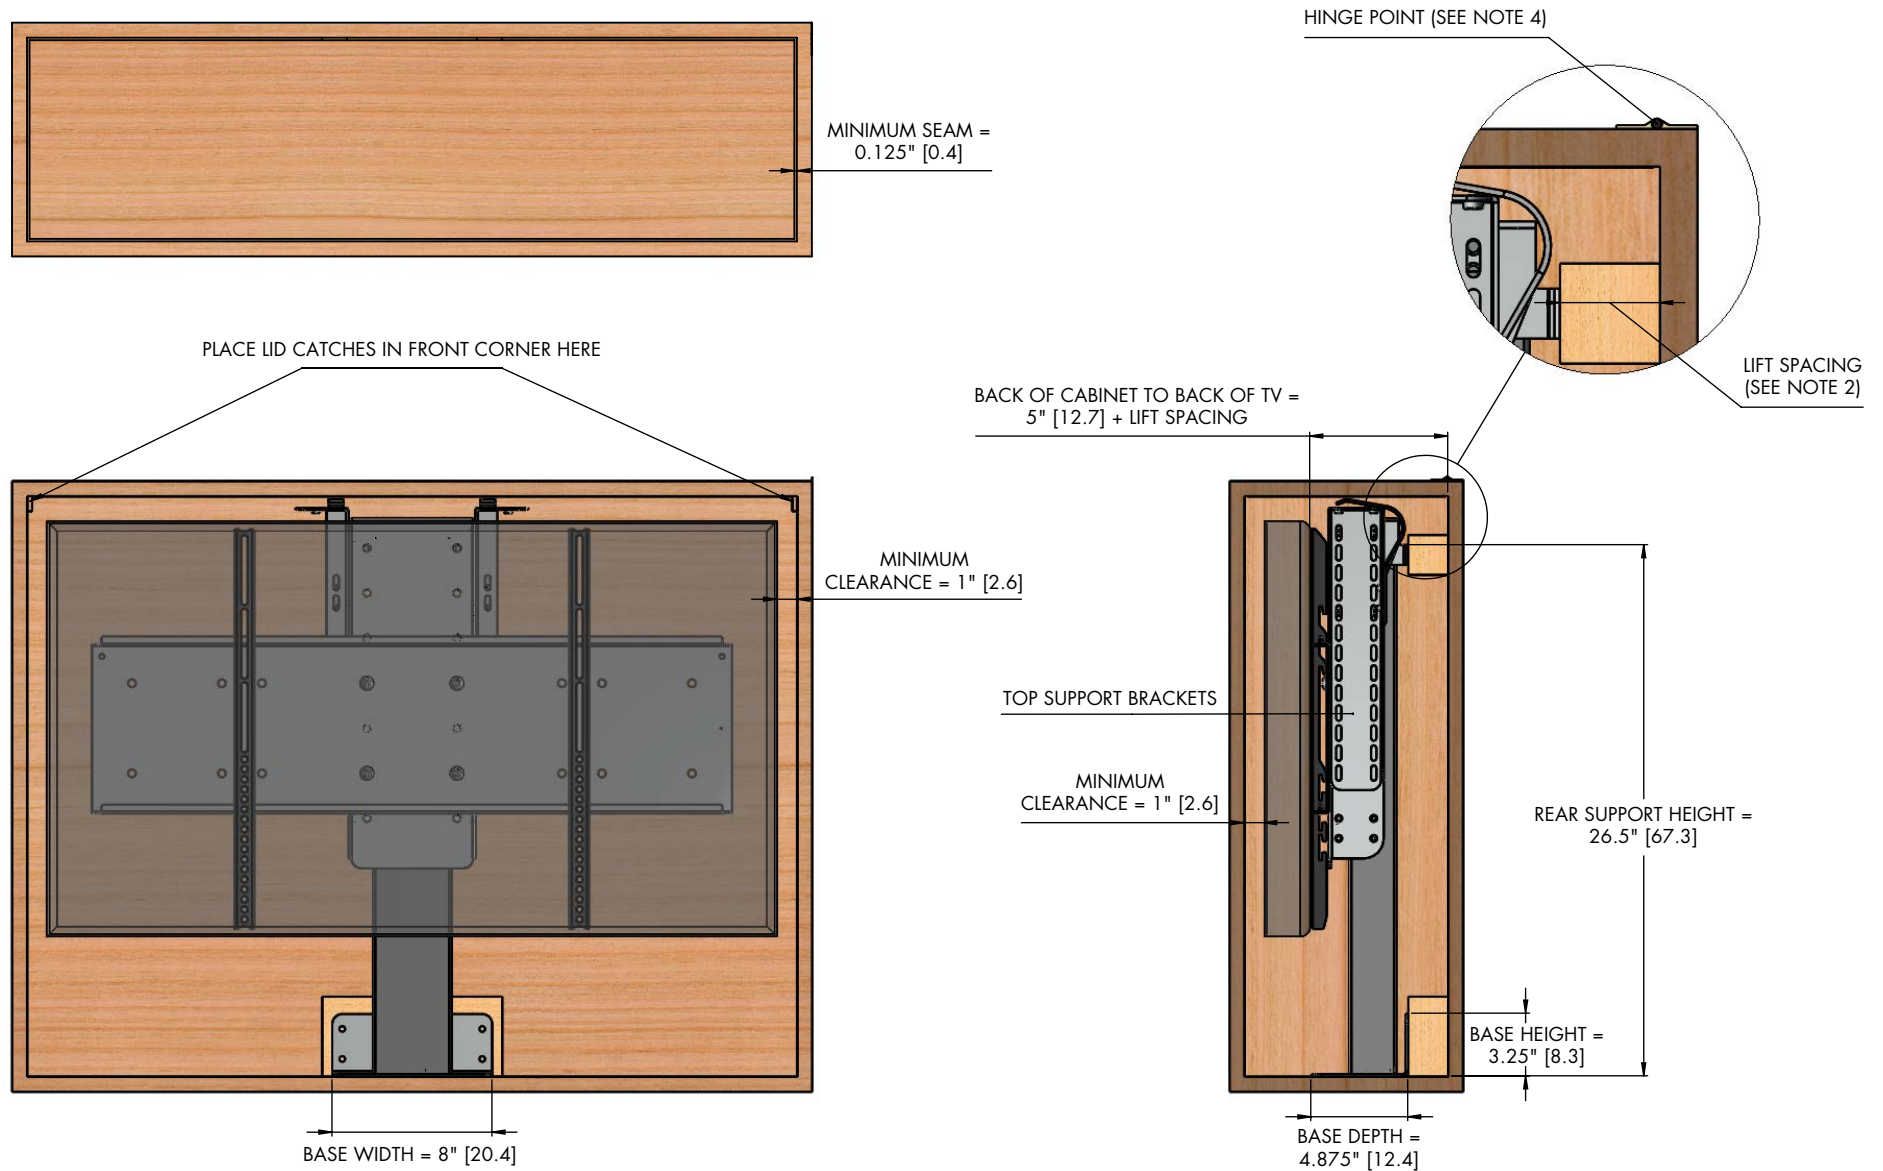 HINGE POINT (SEE NOTE 4)
MINIMUM SEAM =
0.125" [0.4]
PLACE LID CATCHES IN FRONT CORNER HERE
LIFT SPACING
(SEE NOTE 2)
BACK OF CABINET TO BACK OF TV =
5" [12.7] + LIFT SPACING
MINIMUM
CLEARANCE = 1" [2.6]
TOP SUPPORT BRACKETS
MINIMUM
CLEARANCE = 1" [2.6]
REAR SUPPORT HEIGHT =
26.5" [67.3]
BASE HEIGHT =
3.25" [8.3]
BASE WIDTH = 8" [20.4]
BASE DEPTH =
4.875" [12.4]